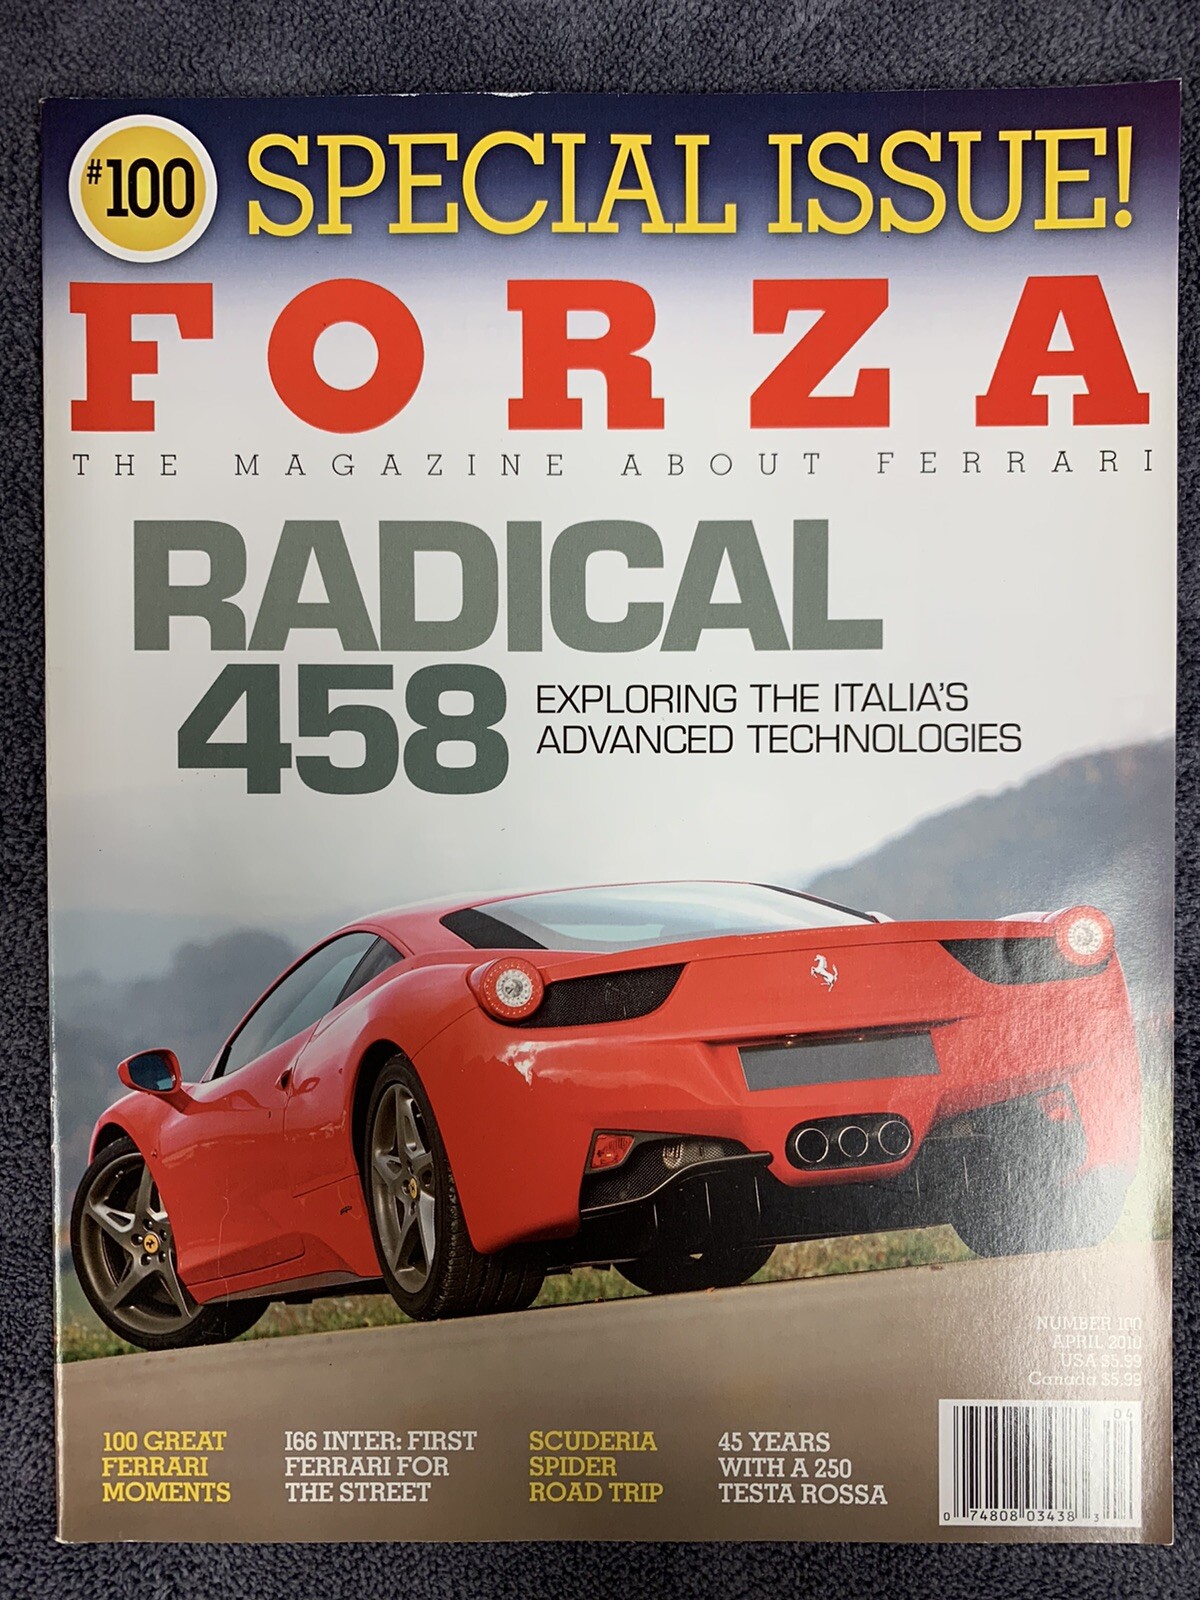 #100
SPECIAL ISSUE!
FORZA
THE MAGAZINE ABOUT FERRARI
RADICAL
458
EXPLORING THE ITALIA'S
ADVANCED TECHNOLOGIES
NUMBER 100
APRIL 2010
USA $5.99
Canada $5.99
100 GREAT
FERRARI
MOMENTS
166 INTER: FIRST
FERRARI FOR
THE STREET
SCUDERIA
SPIDER
ROAD TRIP
45 YEARS
WITH A 250
TESTA ROSSA
04
0 74808 03438 3